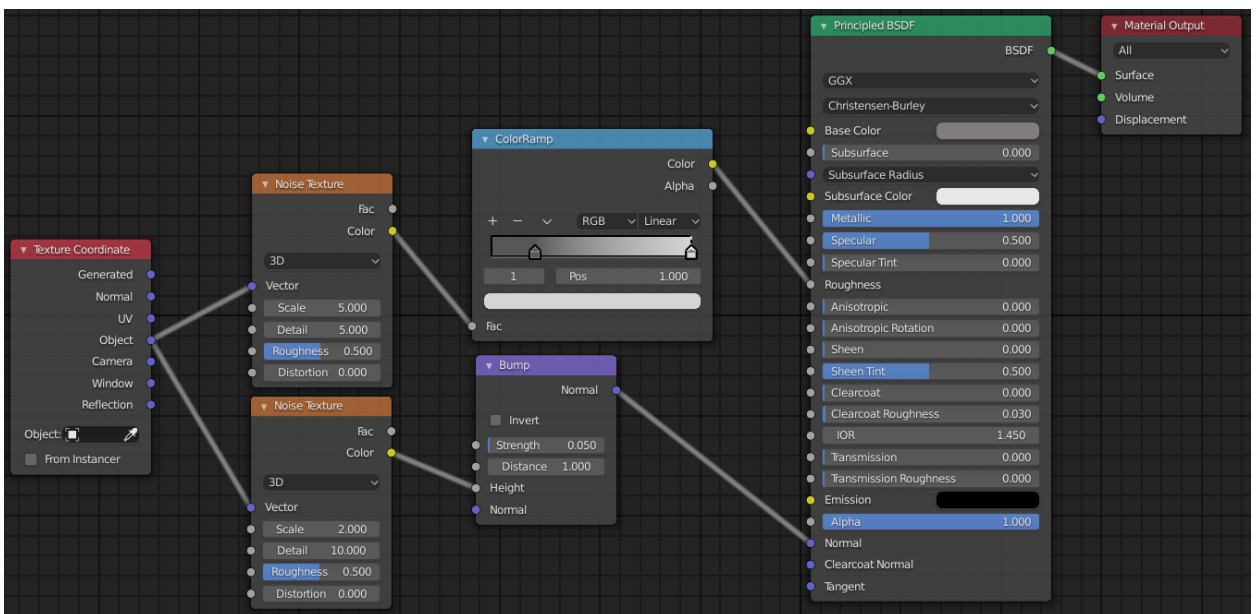 Texture Coordinate
Generated
Normal
UV
Object
Camera
Window
Reflection
Object:
From Instancer
Noise Texture
Fac
Color
3D
Vector
Scale 5.000
Detail 5.000
Roughness 0.500
Distortion 0.000
Noise Texture
Fac
Color
3D
Vector
Scale 2.000
Detail 10.000
Roughness 0.500
Distortion 0.000
ColorRamp
Color
Alpha
RGB Linear
1 Pos 1.000
Fac
Bump
Normal
Invert
Strength 0.050
Distance 1.000
Height
Normal
Principled BSDF
BSDF
GGX
Christensen-Burley
Base Color
Subsurface 0.000
Subsurface Radius
Subsurface Color
Metallic 1.000
Specular 0.500
Specular Tint 0.000
Roughness
Anisotropic 0.000
Anisotropic Rotation 0.000
Sheen 0.000
Sheen Tint 0.500
Clearcoat 0.000
Clearcoat Roughness 0.030
IOR 1.450
Transmission 0.000
Transmission Roughness 0.000
Emission
Alpha 1.000
Normal
Clearcoat Normal
Tangent
Material Output
All
Surface
Volume
Displacement